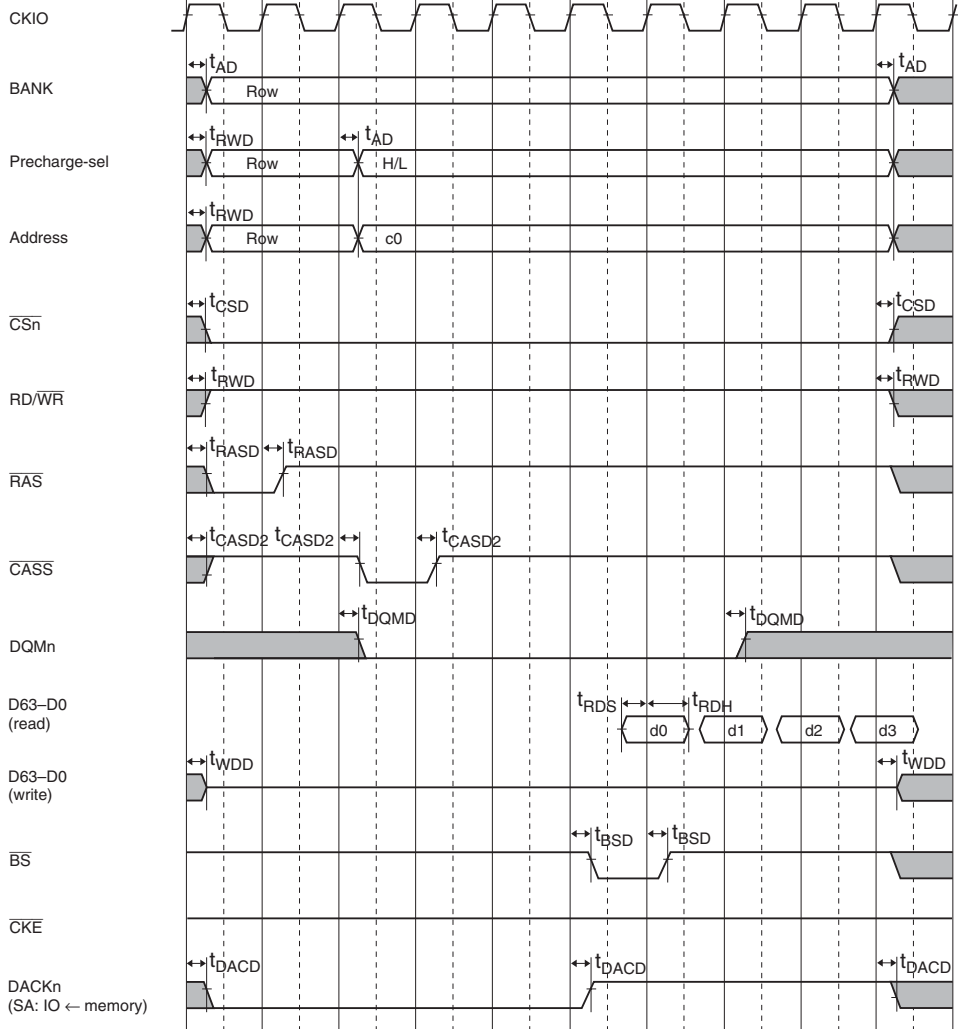 CKIO
tAD tAD
BANK Row
tRWD tAD
Precharge-sel Row H/L
tRWD
Address Row c0
tCSD tCSD
CSn
tRWD tRWD
RD/WR
tRASD tRASD
RAS
tCASD2 tCASD2 tCASD2
CASS
tDQMD tDQMD
DQMn
D63–D0
(read)
tRDS tRDH
d0 d1 d2 d3
tWDD tWDD
D63–D0
(write)
tBSD tBSD
BS
CKE
tDACD tDACD tDACD
DACKn
(SA: IO ← memory)